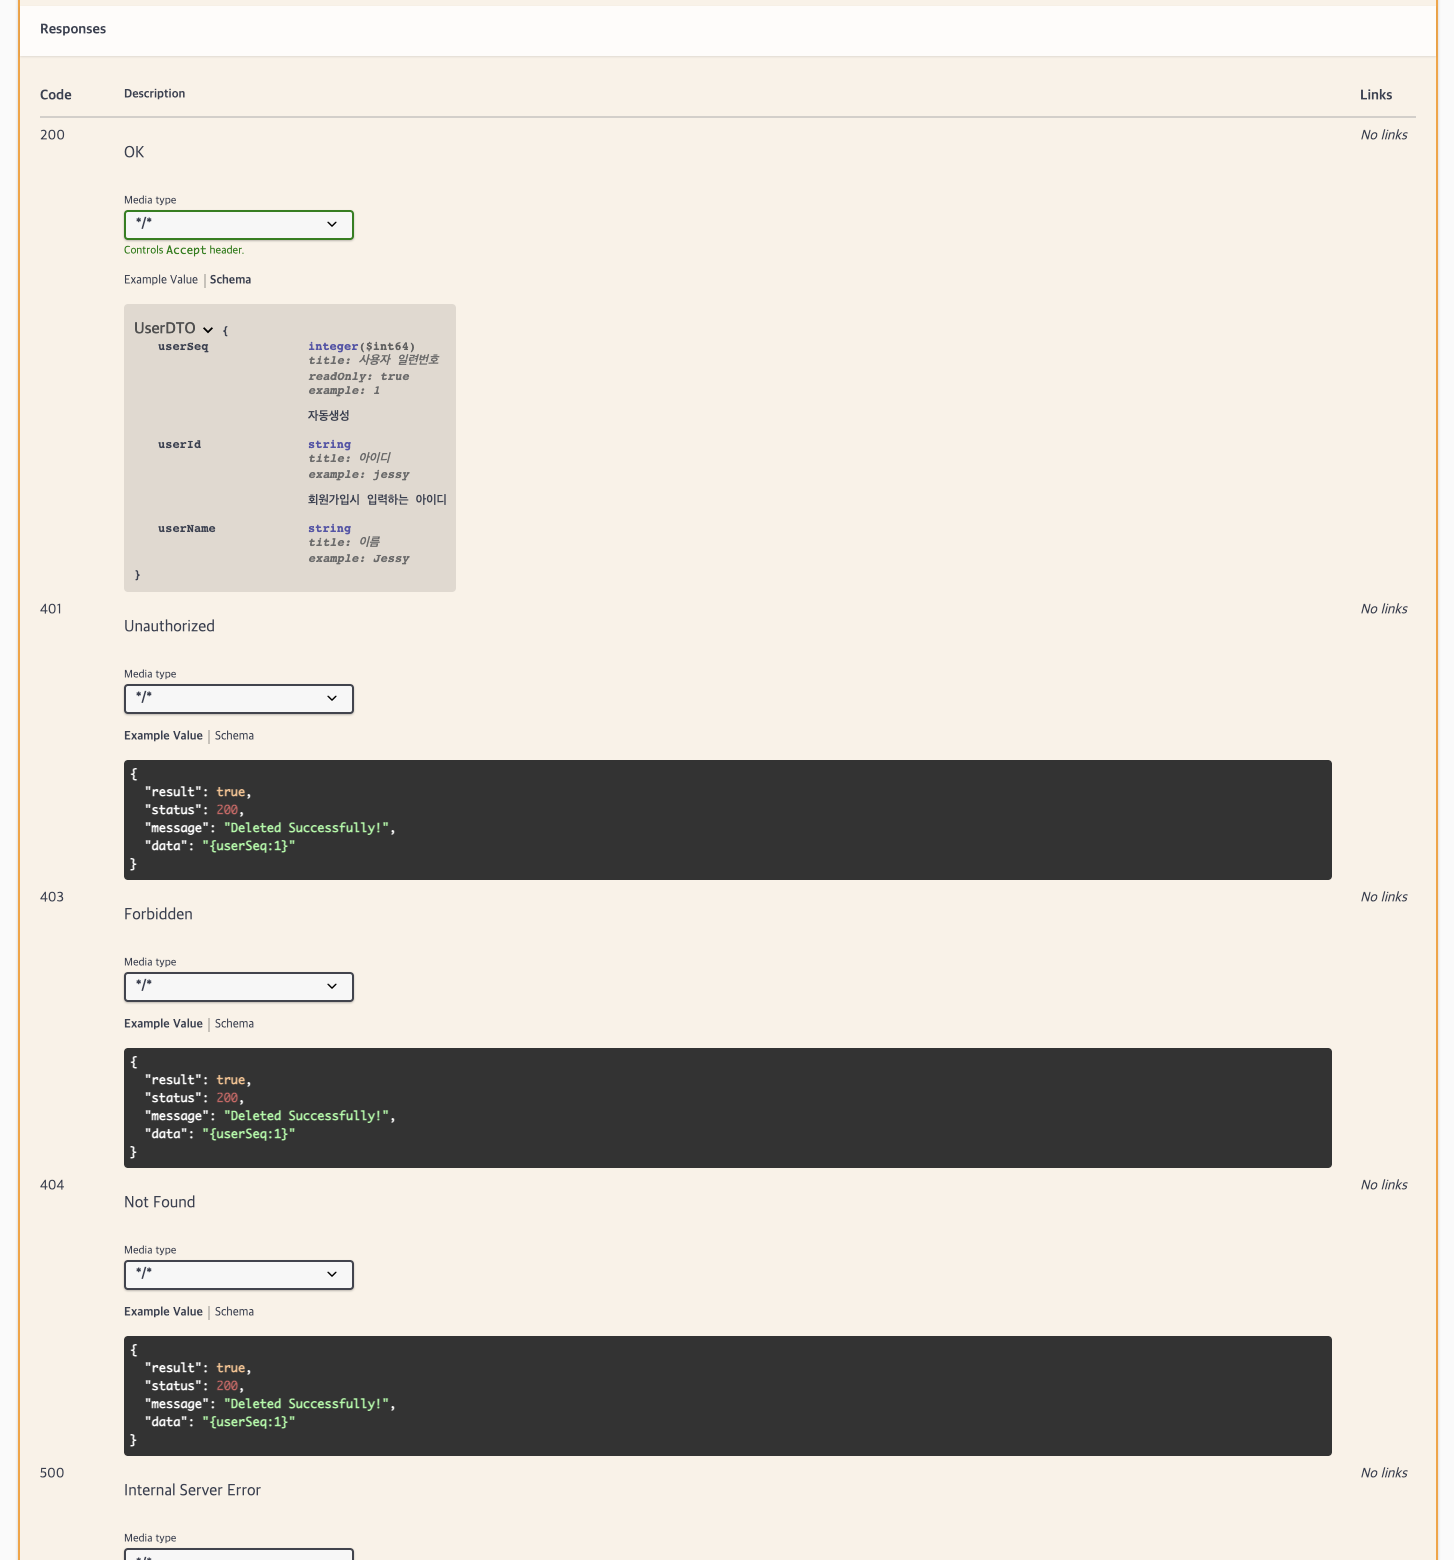 Responses
Code Description Links
200 No links
OK
Media type
*/*
Controls Accept header.
Example Value | Schema
UserDTO {
userSeq integer($int64)
title: 사용자 일련번호
readOnly: true
example: 1
자동생성
userId string
title: 아이디
example: jessy
회원가입시 입력하는 아이디
userName string
title: 이름
example: Jessy
}
401 No links
Unauthorized
Media type
*/*
Example Value | Schema
{
"result": true,
"status": 200,
"message": "Deleted Successfully!",
"data": "{userSeq:1}"
}
403 No links
Forbidden
Media type
*/*
Example Value | Schema
{
"result": true,
"status": 200,
"message": "Deleted Successfully!",
"data": "{userSeq:1}"
}
404 No links
Not Found
Media type
*/*
Example Value | Schema
{
"result": true,
"status": 200,
"message": "Deleted Successfully!",
"data": "{userSeq:1}"
}
500 No links
Internal Server Error
Media type
*/*